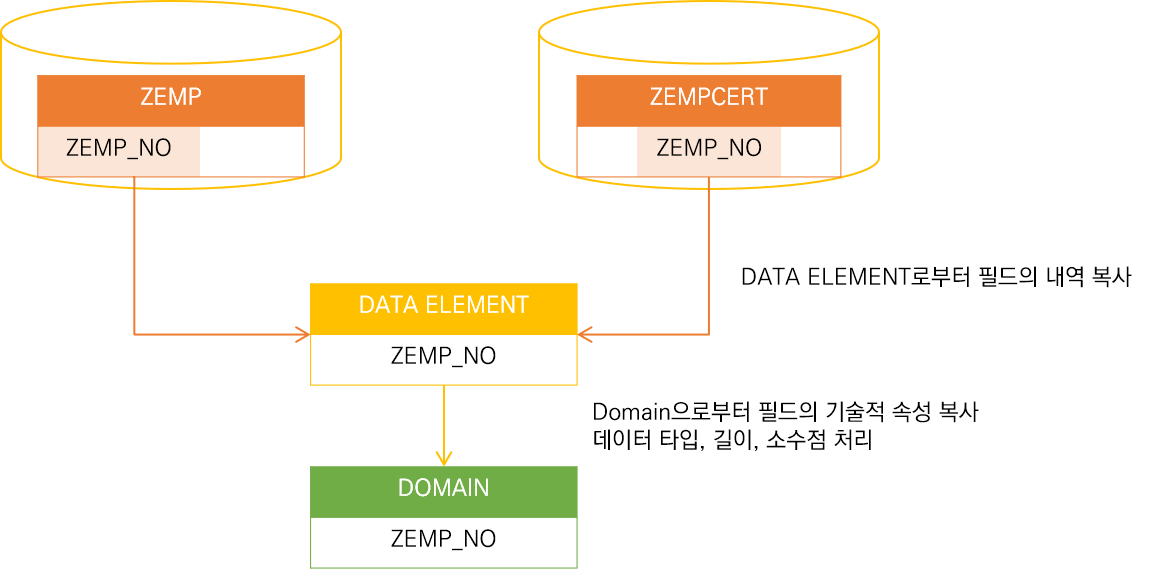 ZEMP
ZEMPCERT
ZEMP_NO
ZEMP_NO
DATA ELEMENT로부터 필드의 내역 복사
DATA ELEMENT
ZEMP_NO
Domain으로부터 필드의 기술적 속성 복사
데이터 타입, 길이, 소수점 처리
DOMAIN
ZEMP_NO